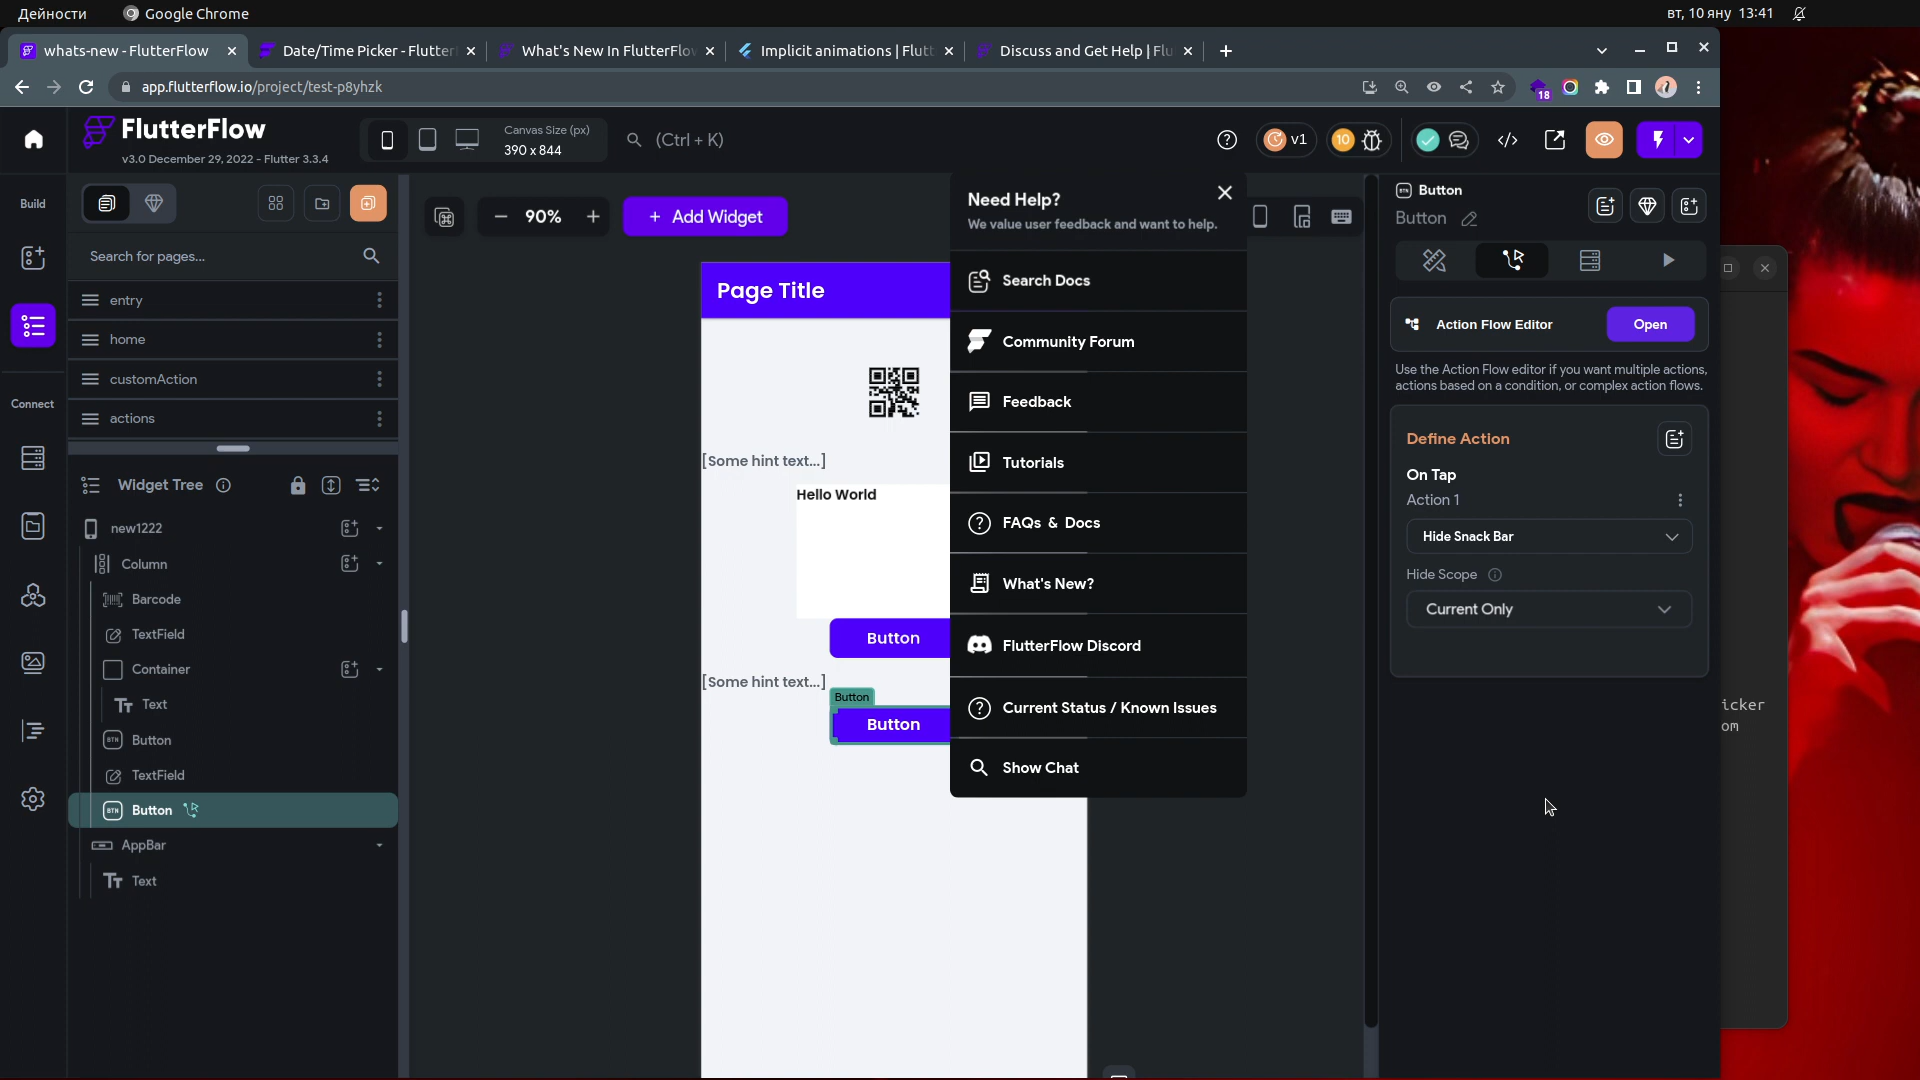 Дейности
Google Chrome
вт, 10 яну 13:41
whats-new - FlutterFlow
Date/Time Picker - Flutter
What's New In FlutterFlo
Implicit animations | Flutt
Discuss and Get Help | Flu
app.flutterflow.io/project/test-p8yhzk
18
FlutterFlow
v3.0 December 29, 2022 - Flutter 3.3.4
Canvas Size (px)
390 x 844
(Ctrl + K)
v1
10
Build
Connect
Search for pages...
entry
home
customAction
actions
Widget Tree
new1222
Column
Barcode
TextField
Container
Text
Button
TextField
Button
AppBar
Text
90%
+ Add Widget
Page Title
[Some hint text...]
Hello World
Button
[Some hint text...]
Button
Button
Need Help?
We value user feedback and want to help.
Search Docs
Community Forum
Feedback
Tutorials
FAQs & Docs
What's New?
FlutterFlow Discord
Current Status / Known Issues
Show Chat
Button
Button
Action Flow Editor
Open
Use the Action Flow editor if you want multiple actions,
actions based on a condition, or complex action flows.
Define Action
On Tap
Action 1
Hide Snack Bar
Hide Scope
Current Only
icker
om